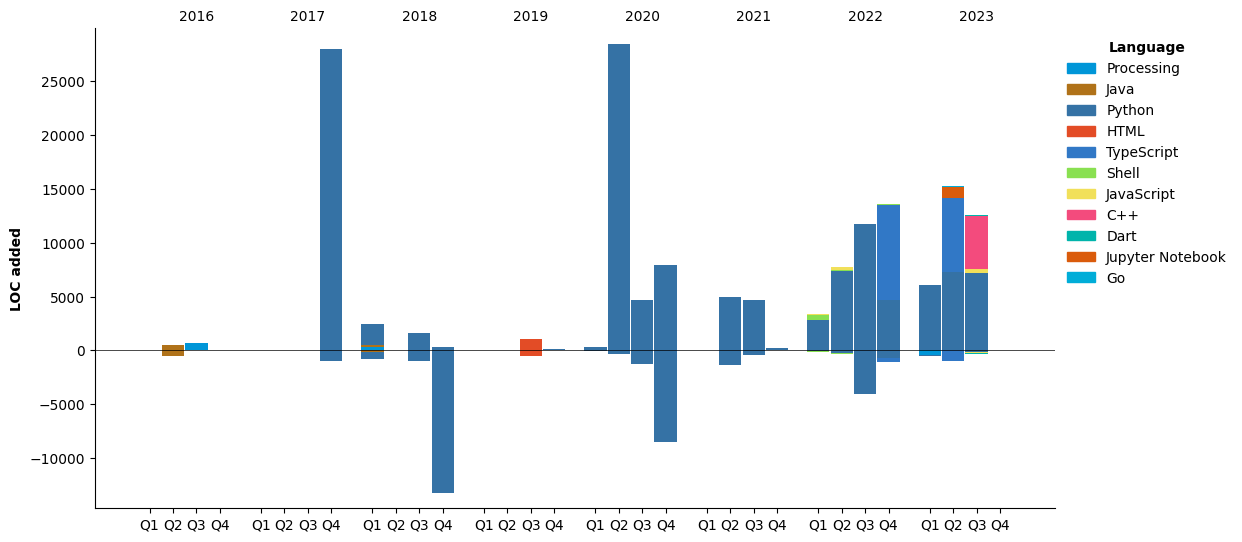 2016 2017 2018 2019 2020 2021 2022 2023
LOC added
25000
20000
15000
10000
5000
0
−5000
−10000
Q1 Q2 Q3 Q4 Q1 Q2 Q3 Q4 Q1 Q2 Q3 Q4 Q1 Q2 Q3 Q4 Q1 Q2 Q3 Q4 Q1 Q2 Q3 Q4 Q1 Q2 Q3 Q4 Q1 Q2 Q3 Q4
Language
Processing
Java
Python
HTML
TypeScript
Shell
JavaScript
C++
Dart
Jupyter Notebook
Go